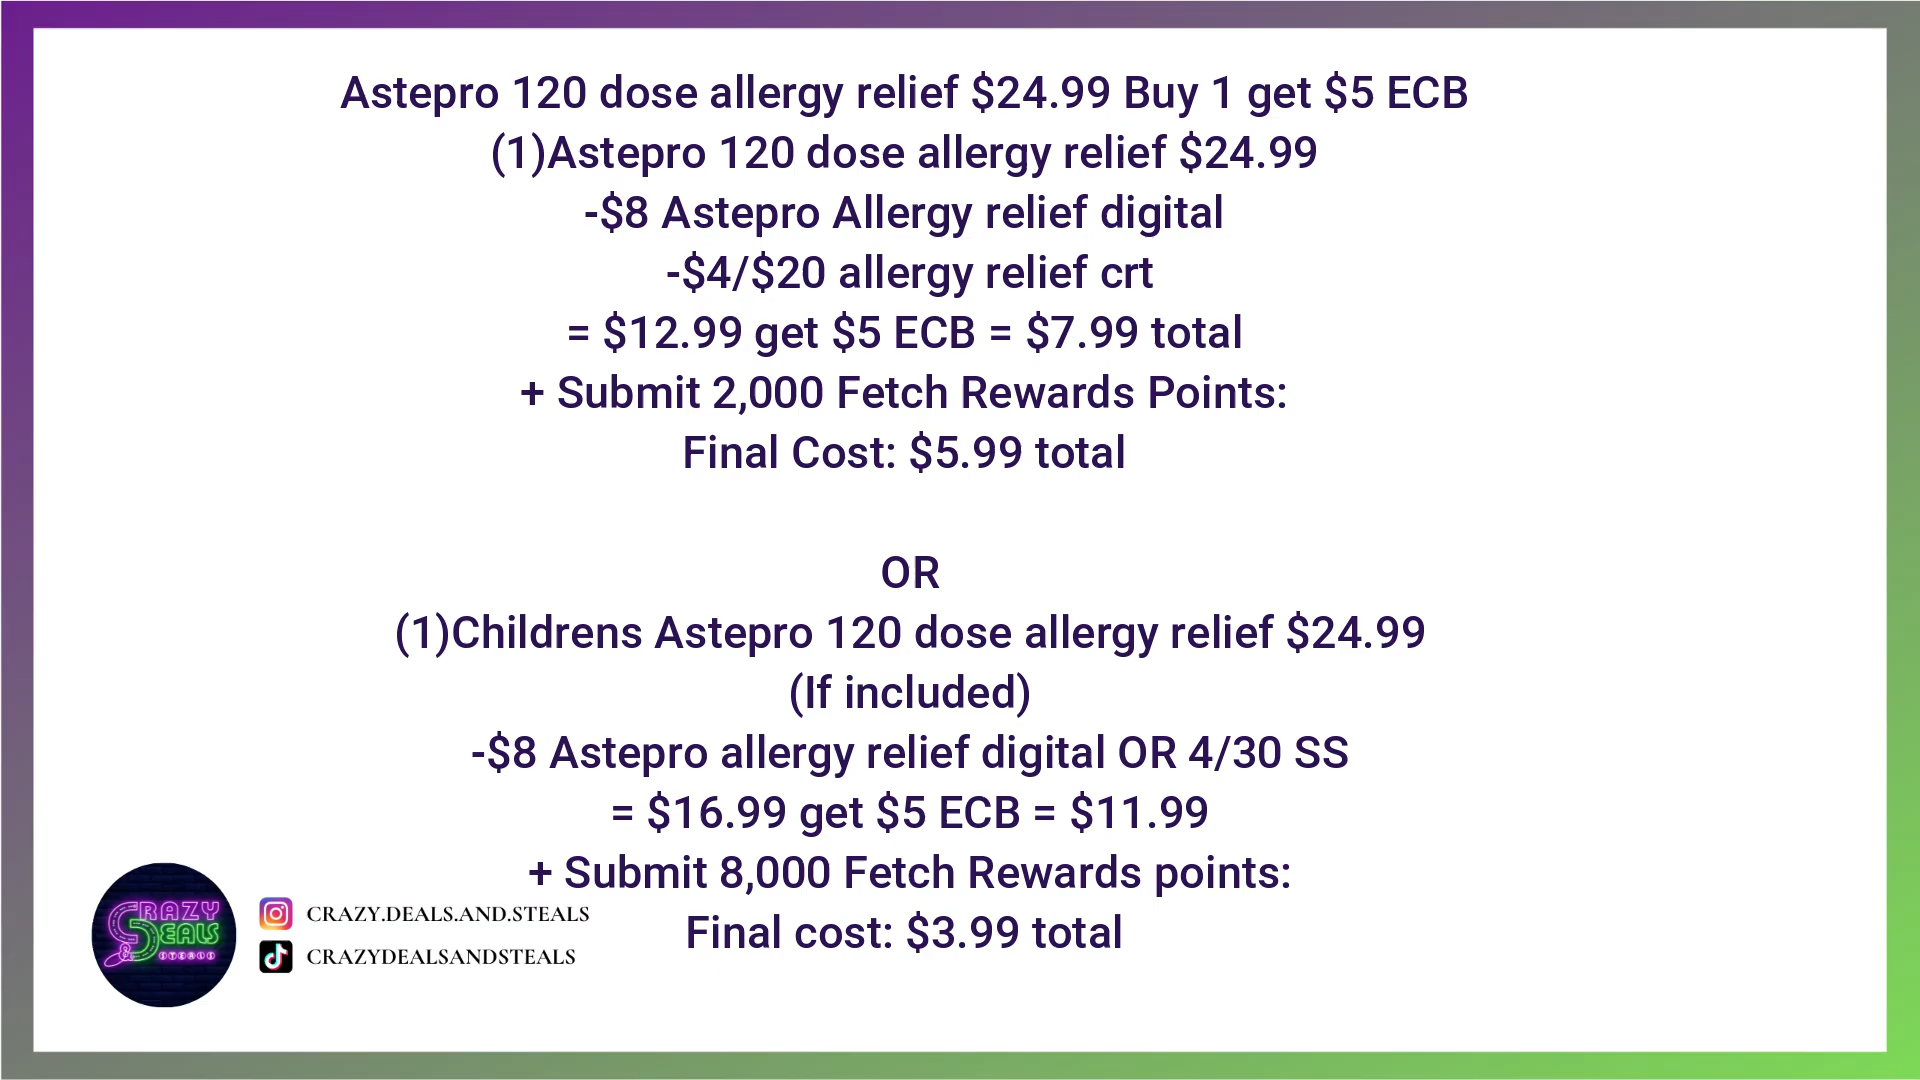 Astepro 120 dose allergy relief $24.99 Buy 1 get $5 ECB
(1)Astepro 120 dose allergy relief $24.99
-$8 Astepro Allergy relief digital
-$4/$20 allergy relief crt
= $12.99 get $5 ECB = $7.99 total
+ Submit 2,000 Fetch Rewards Points:
Final Cost: $5.99 total
OR
(1)Childrens Astepro 120 dose allergy relief $24.99
(If included)
-$8 Astepro allergy relief digital OR 4/30 SS
= $16.99 get $5 ECB = $11.99
+ Submit 8,000 Fetch Rewards points:
Final cost: $3.99 total
CRAZY
DEALS
& STEALS
CRAZY.DEALS.AND.STEALS
CRAZYDEALSANDSTEALS